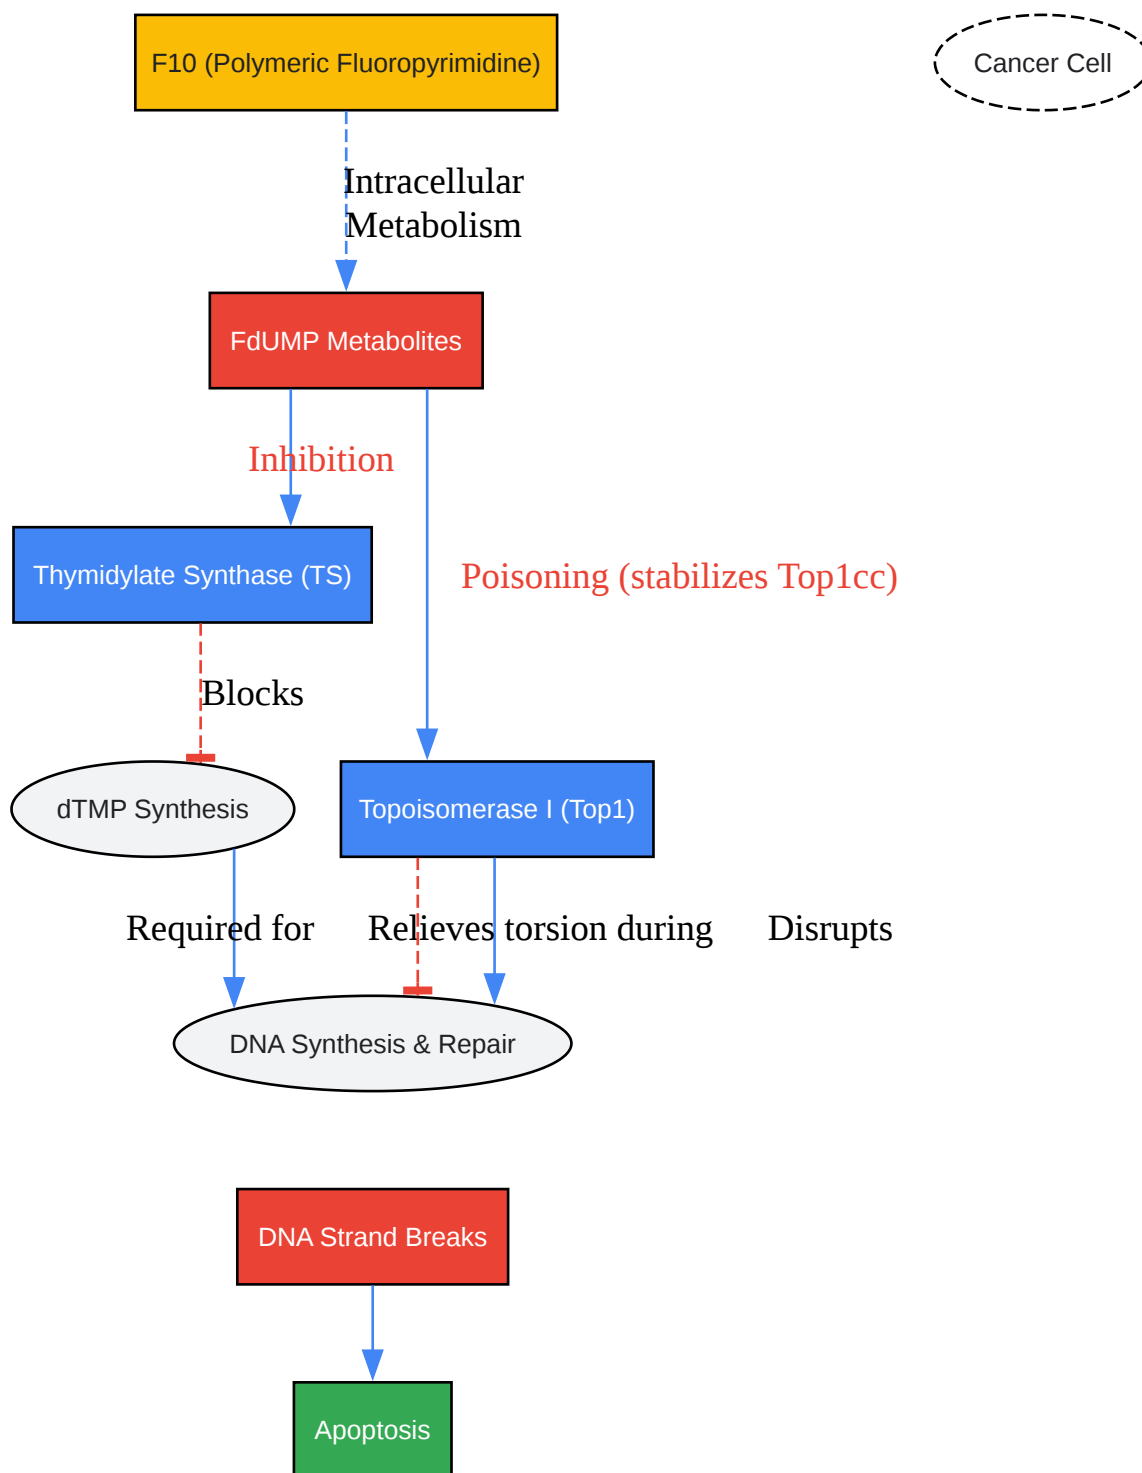 F10 (Polymeric Fluoropyrimidine)
Cancer Cell
Intracellular
Metabolism
FdUMP Metabolites
Inhibition
Thymidylate Synthase (TS)
Poisoning (stabilizes Top1cc)
Blocks
dTMP Synthesis
Topoisomerase I (Top1)
Required for
Relieves torsion during
Disrupts
DNA Synthesis & Repair
DNA Strand Breaks
Apoptosis